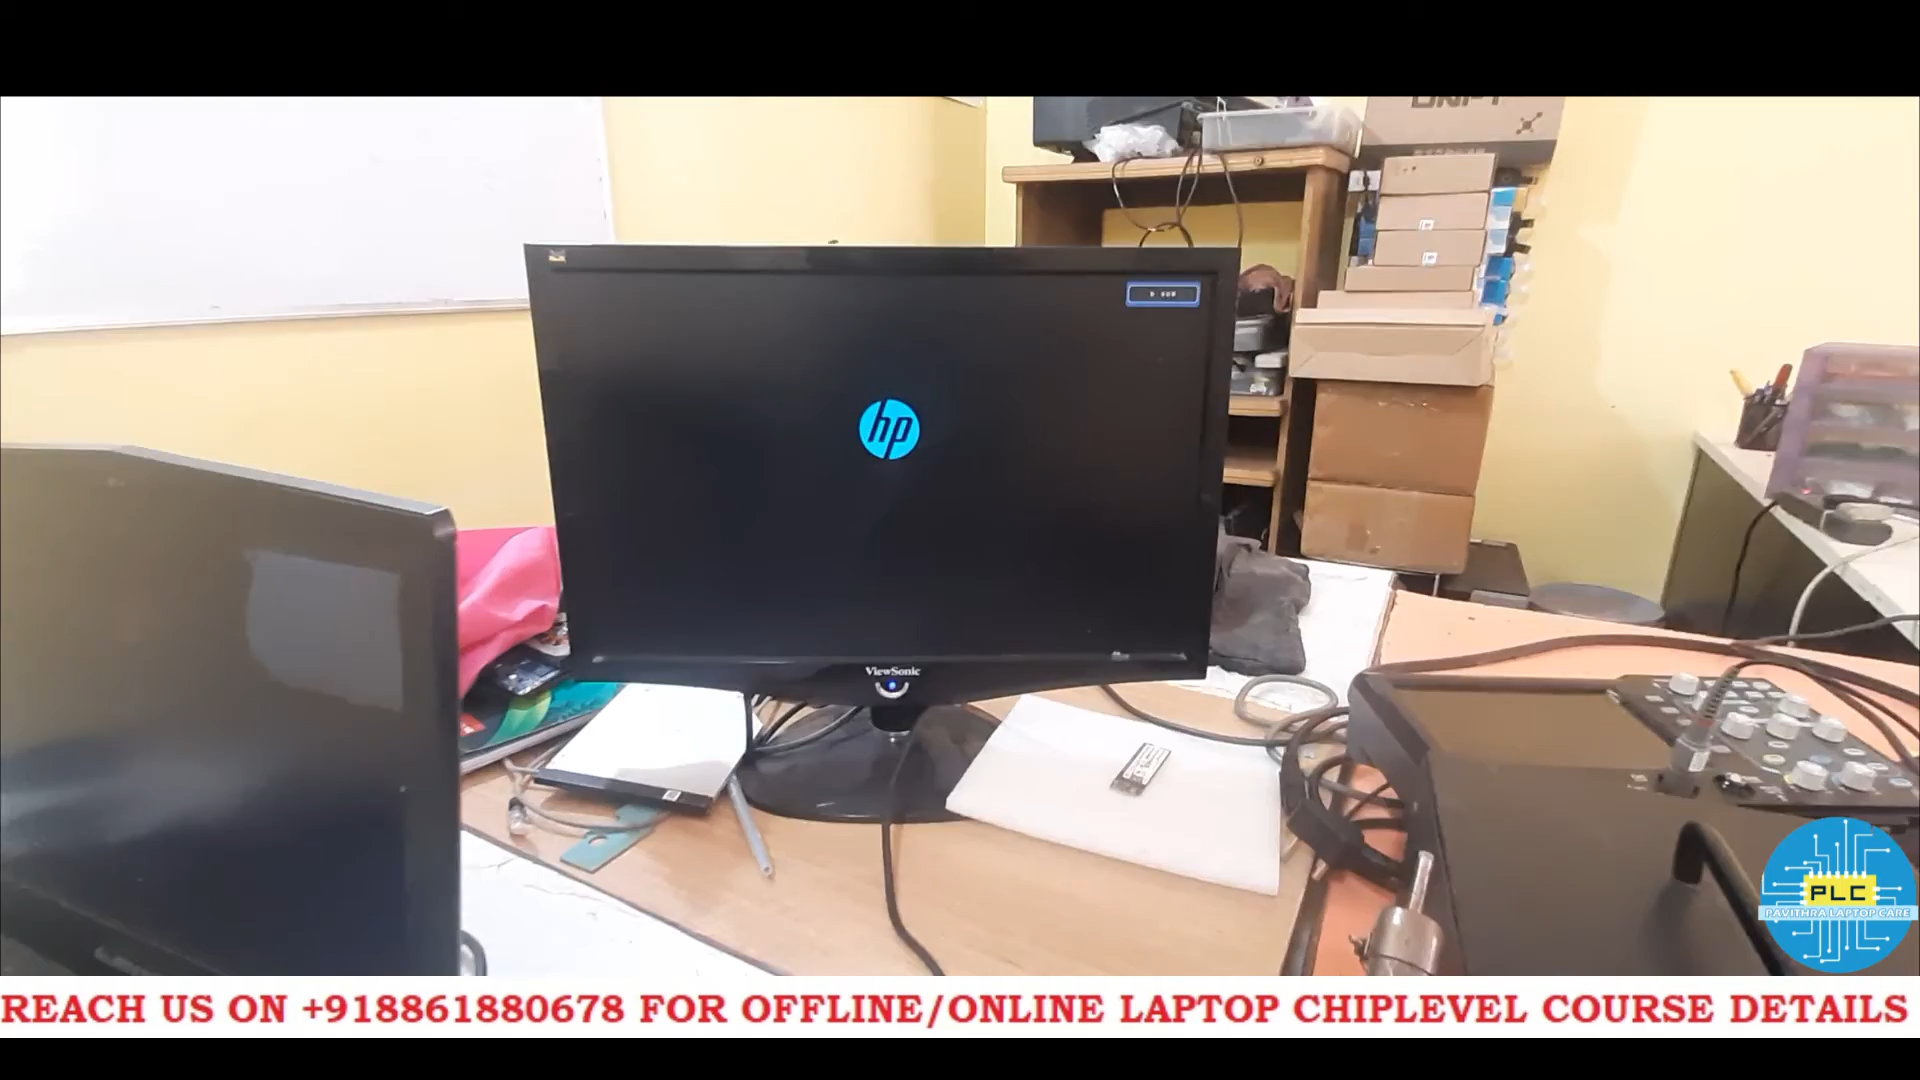 hp
ViewSonic
PLC
PAVITHRA LAPTOP CARE
REACH US ON +918861880678 FOR OFFLINE/ONLINE LAPTOP CHIPLEVEL COURSE DETAILS